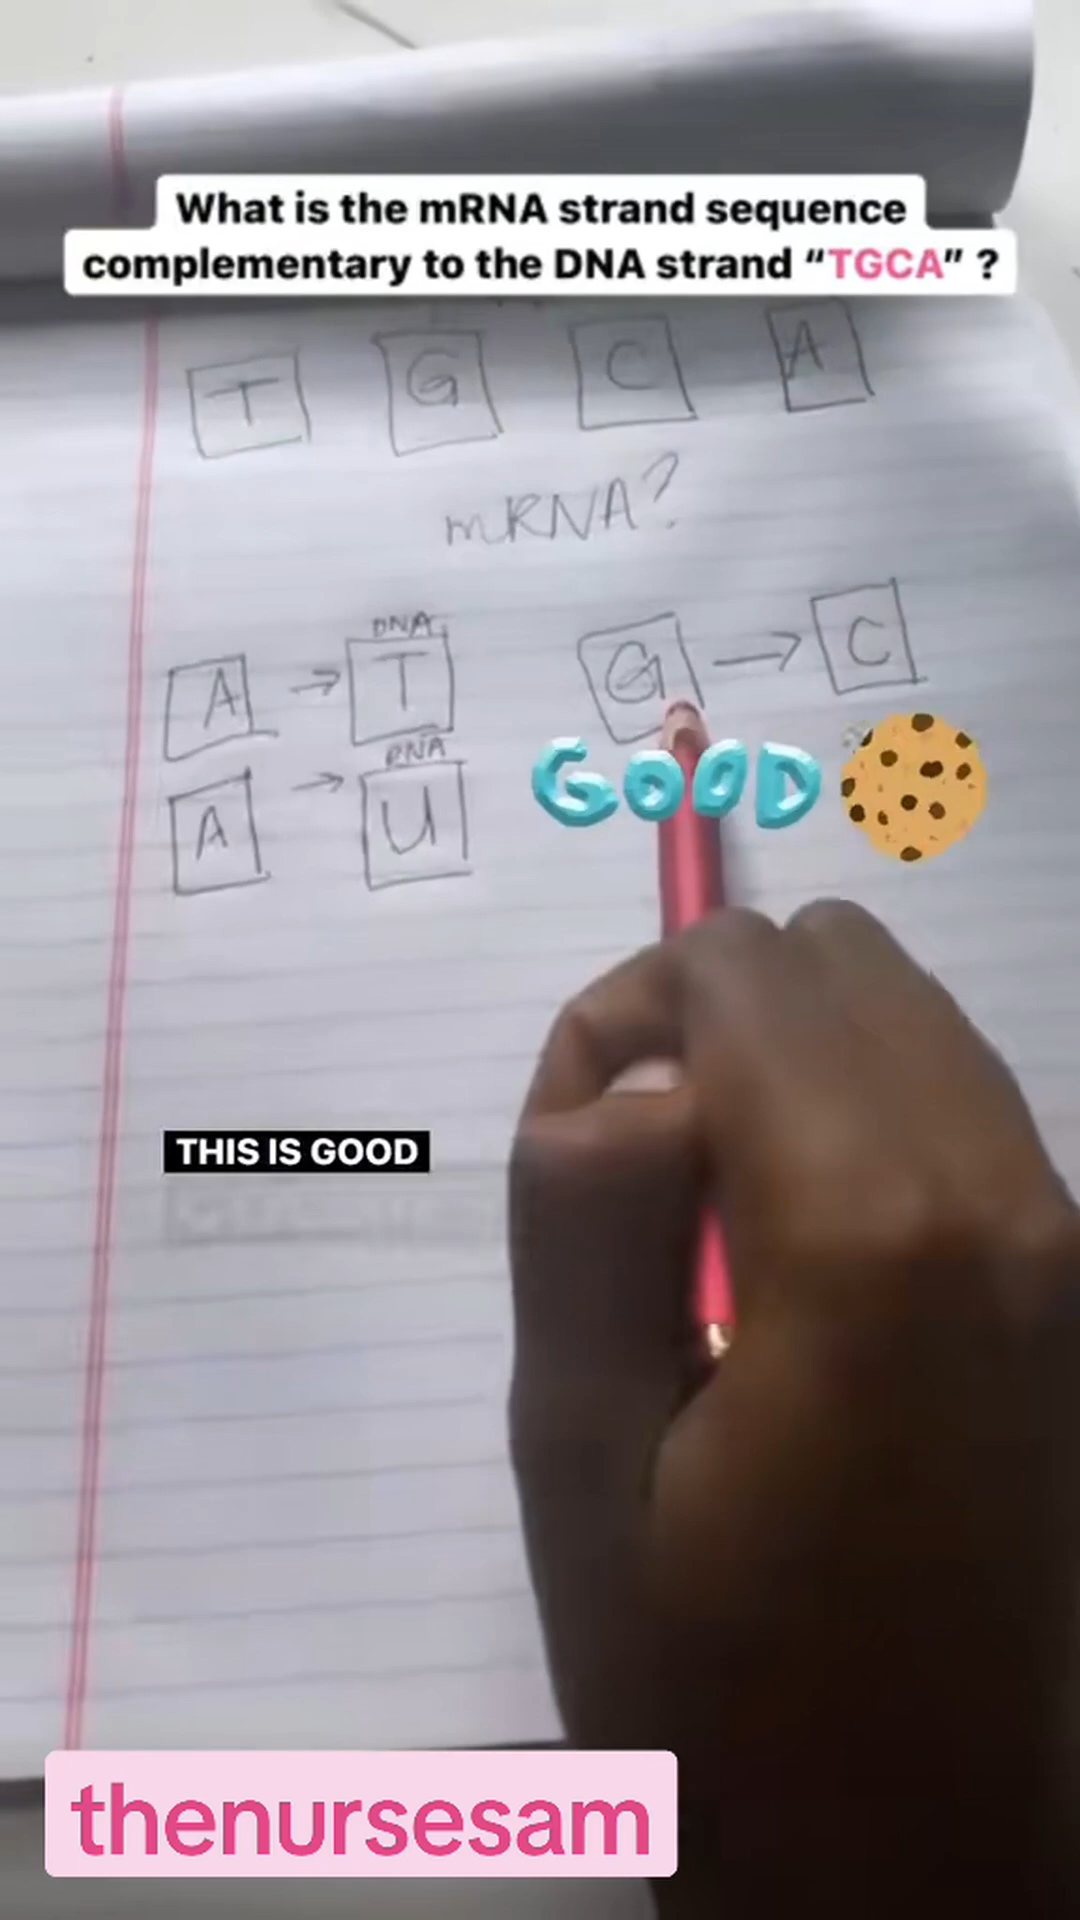 What is the mRNA strand sequence
complementary to the DNA strand “TGCA” ?
T G C A
mRNA?
DNA
A → T G → C
RNA
A → U
GOOD
THIS IS GOOD
thenursesam